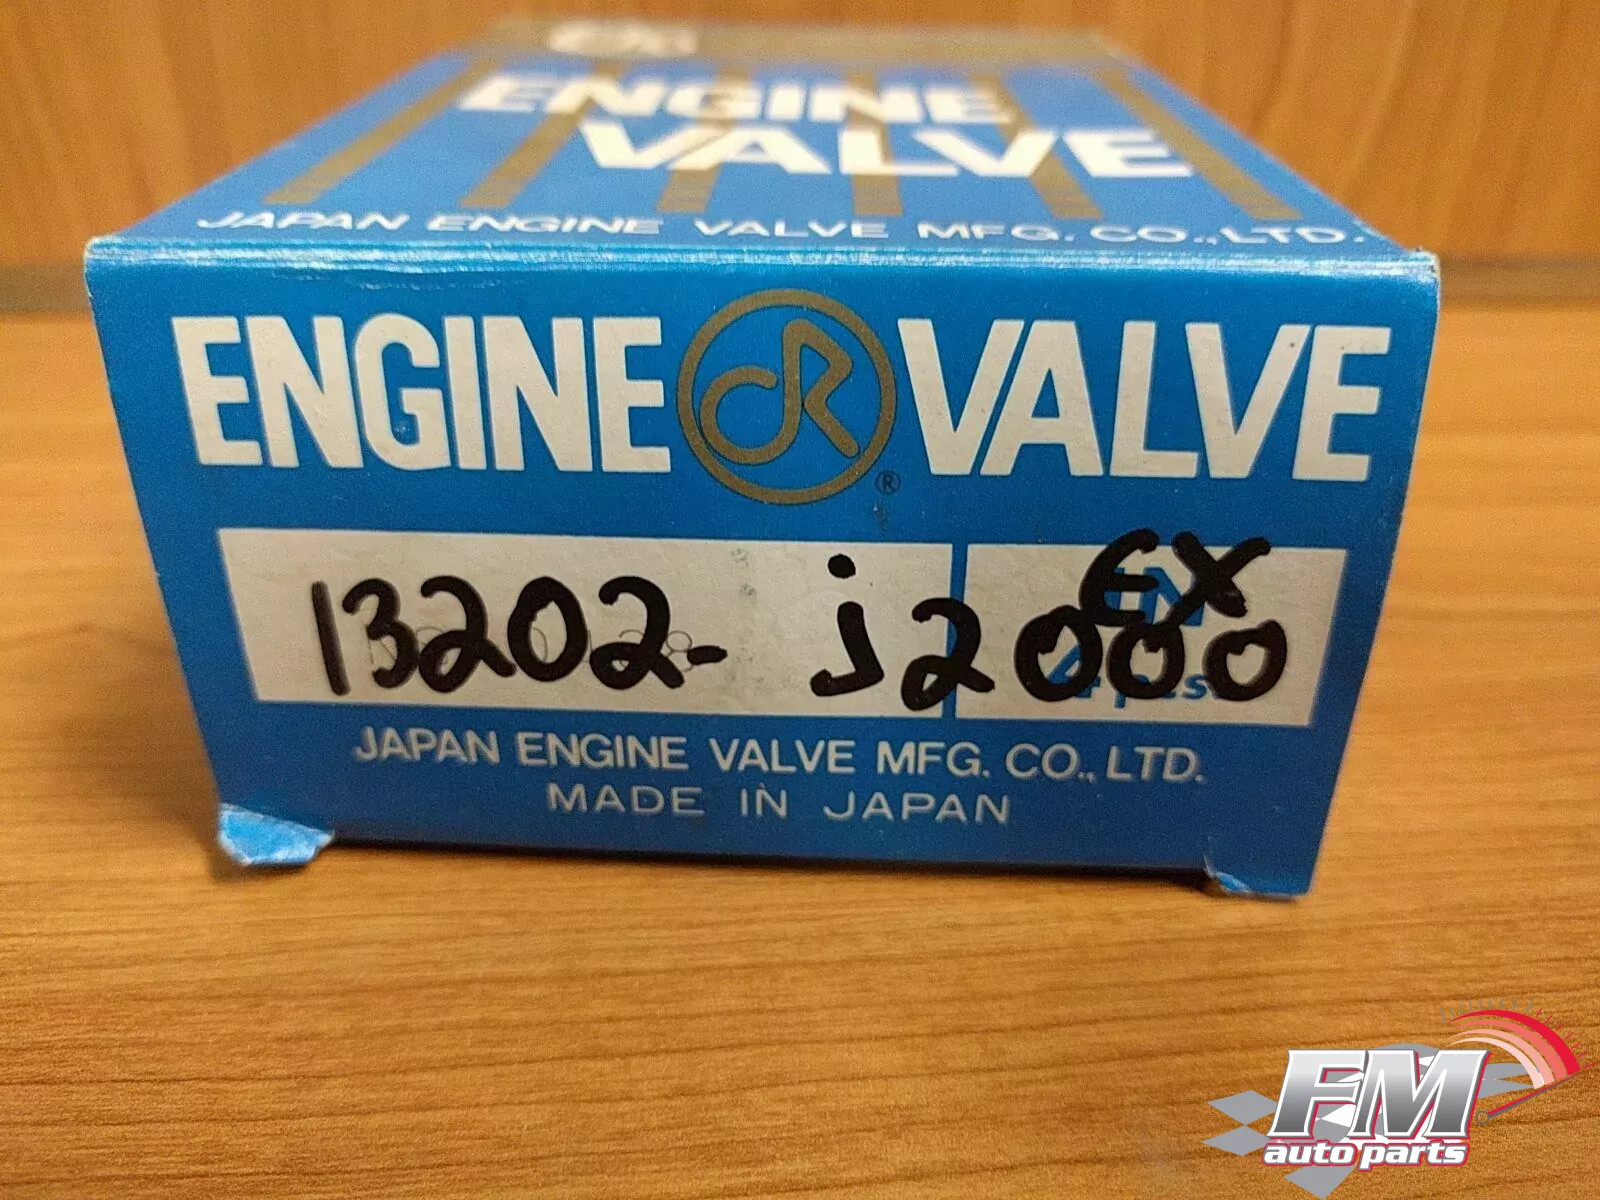 ENGINE
VALVE
JAPAN ENGINE VALVE MFG. CO., LTD.
ENGINE VALVE
®
EX
13202- j2000
JAPAN ENGINE VALVE MFG. CO., LTD.
MADE IN JAPAN
FM
auto parts